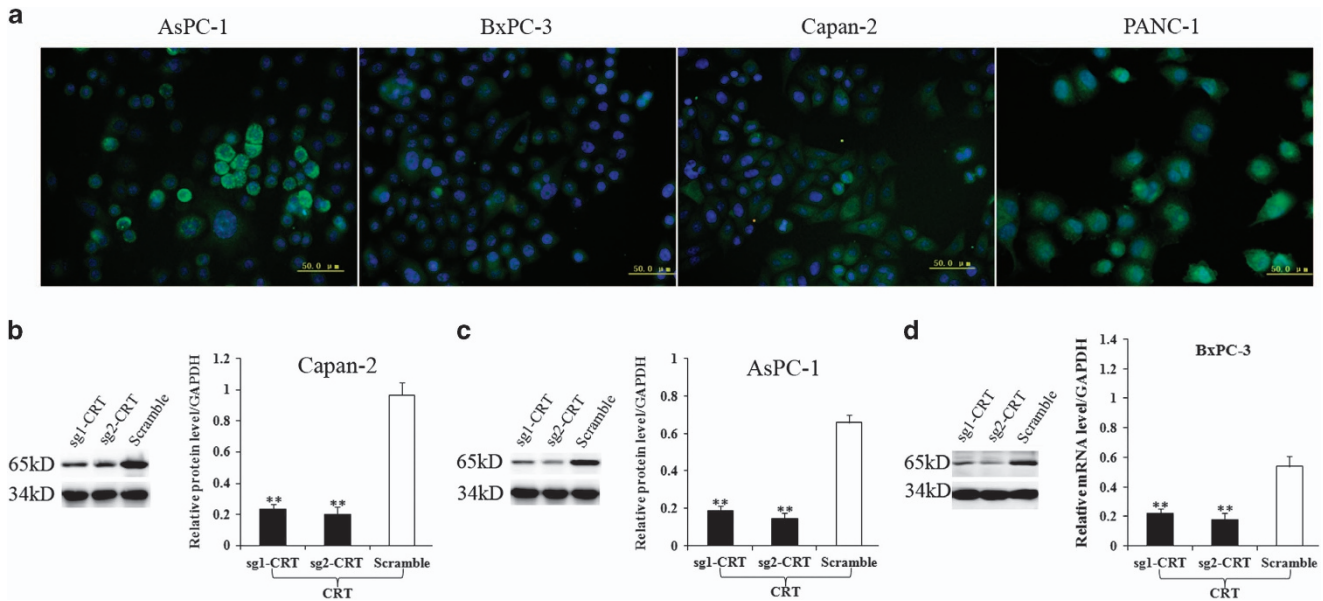 a
AsPC-1 BxPC-3 Capan-2 PANC-1
50.0 µm 50.0 µm 50.0 µm 50.0 µm
b
sg1-CRT sg2-CRT Scramble
65kD
34kD
Relative protein level/GAPDH
1.2
1
0.8
0.6
0.4
0.2
0
Capan-2
** **
sg1-CRT sg2-CRT Scramble
CRT
c
sg1-CRT sg2-CRT Scramble
65kD
34kD
Relative protein level/GAPDH
1
0.8
0.6
0.4
0.2
0
AsPC-1
** **
sg1-CRT sg2-CRT Scramble
CRT
d
sg1-CRT sg2-CRT Scramble
65kD
34kD
Relative mRNA level/GAPDH
1.4
1.2
1
0.8
0.6
0.4
0.2
0
BxPC-3
** **
sg1-CRT sg2-CRT Scramble
CRT